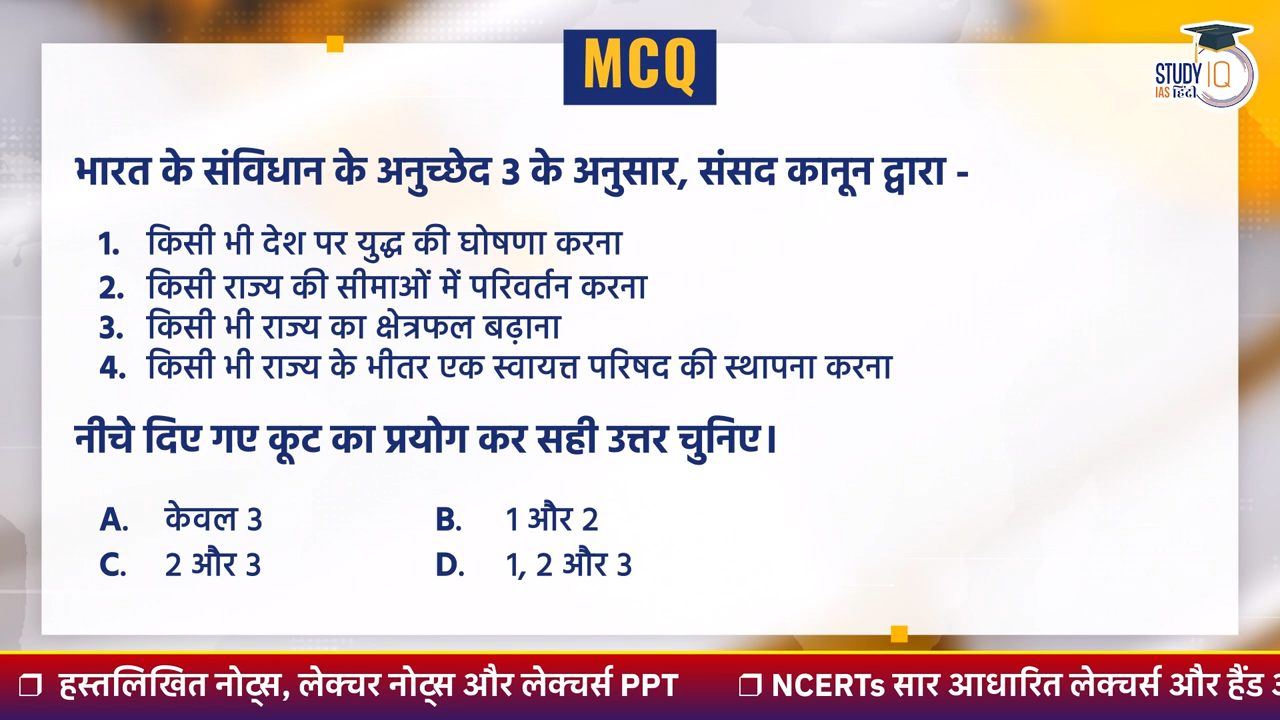 MCQ
STUDY IQ
IAS हिंदी
भारत के संविधान के अनुच्छेद 3 के अनुसार, संसद कानून द्वारा -
1. किसी भी देश पर युद्ध की घोषणा करना
2. किसी राज्य की सीमाओं में परिवर्तन करना
3. किसी भी राज्य का क्षेत्रफल बढ़ाना
4. किसी भी राज्य के भीतर एक स्वायत्त परिषद की स्थापना करना
नीचे दिए गए कूट का प्रयोग कर सही उत्तर चुनिए।
A. केवल 3 B. 1 और 2
C. 2 और 3 D. 1, 2 और 3
❐ हस्तलिखित नोट्स, लेक्चर नोट्स और लेक्चर्स PPT ❐ NCERTs सार आधारित लेक्चर्स और हैंड